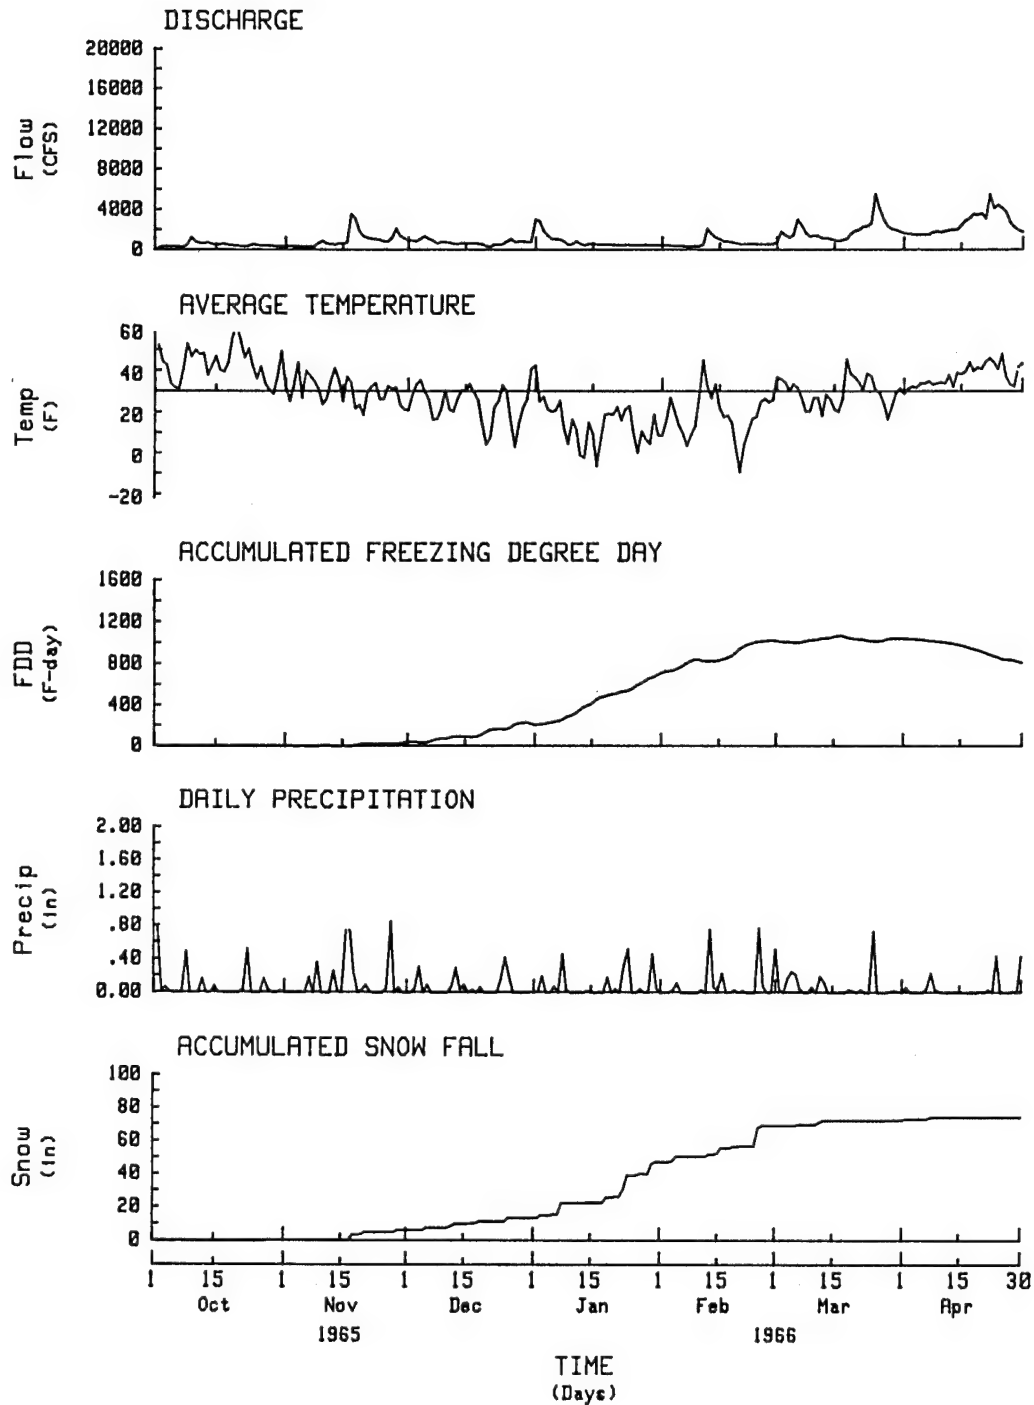 DISCHARGE
20000
16000
12000
8000
4000
0
Flow
(CFS)
AVERAGE TEMPERATURE
60
40
20
0
-20
Temp
(F)
ACCUMULATED FREEZING DEGREE DAY
1600
1200
800
400
0
FDD
(F-day)
DAILY PRECIPITATION
2.00
1.60
1.20
.80
.40
0.00
Precip
(in)
ACCUMULATED SNOW FALL
100
80
60
40
20
0
Snow
(in)
1 15 1 15 1 15 1 15 1 15 1 15 1 15 30
Oct Nov Dec Jan Feb Mar Apr
1965 1966
TIME
(Days)